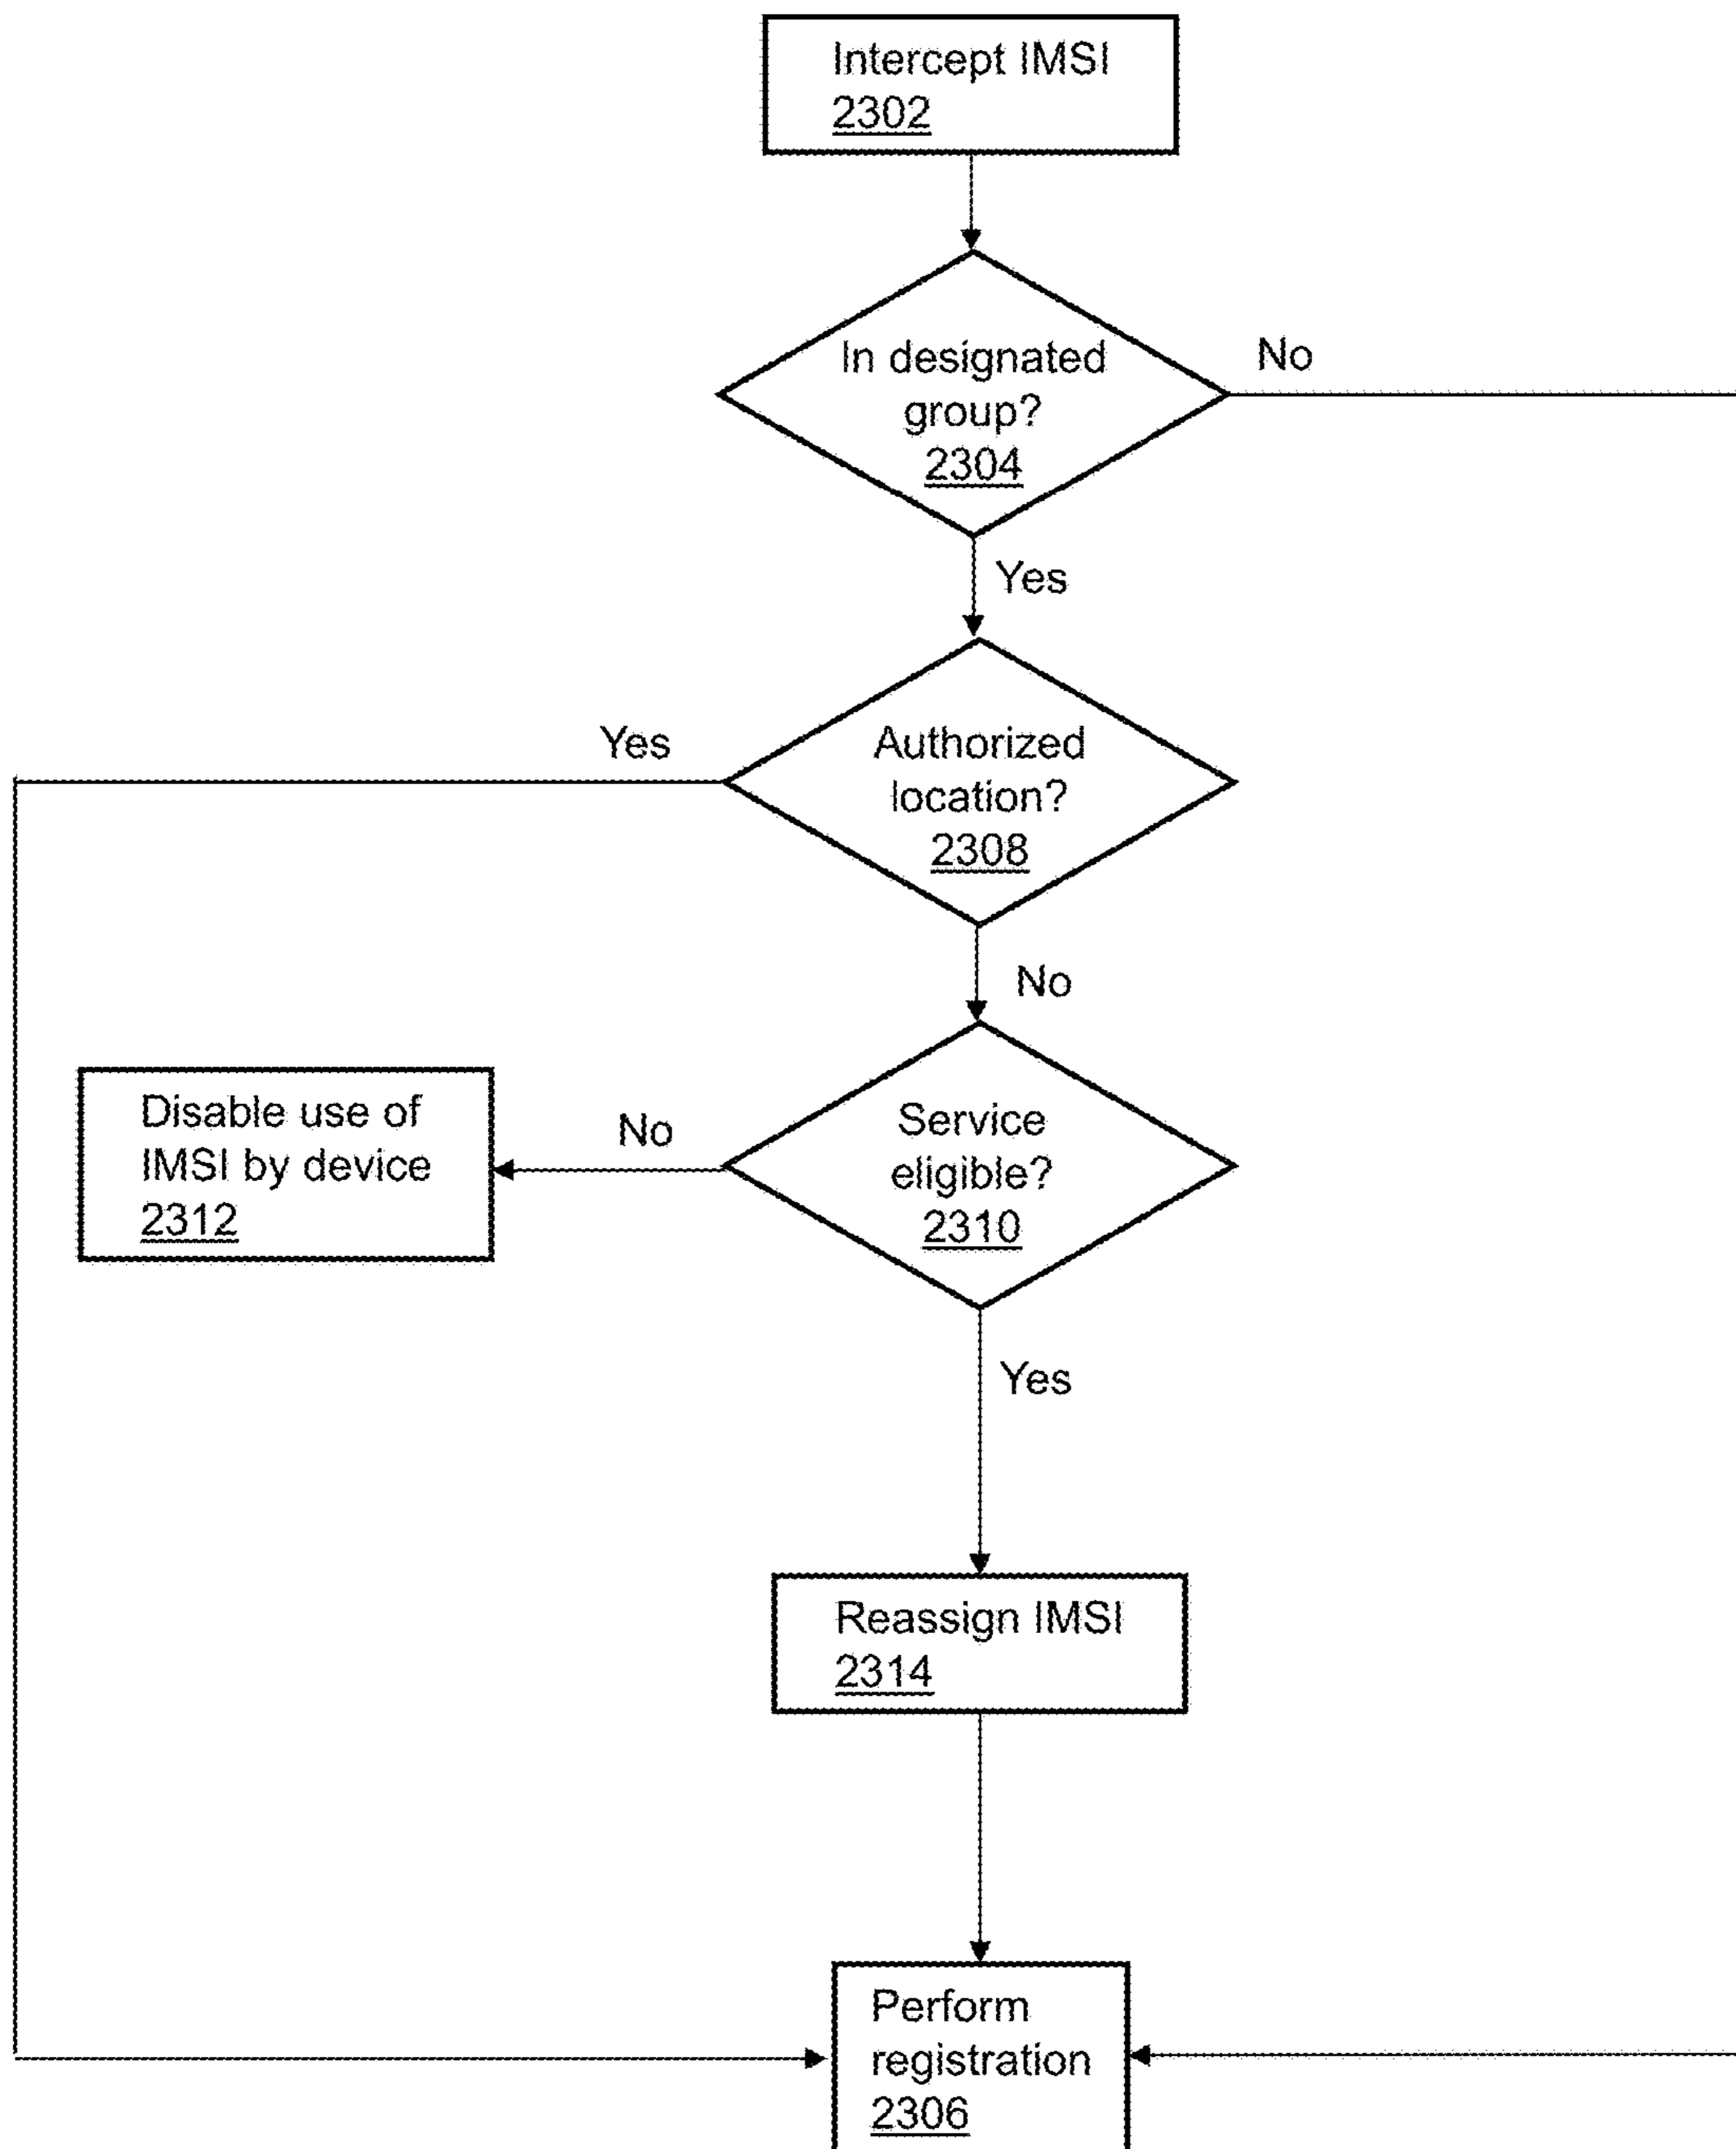 Intercept IMSI
2302
In designated
group?
2304
No
Yes
Authorized
location?
2308
Yes
No
Service
eligible?
2310
No
Disable use of
IMSI by device
2312
Yes
Reassign IMSI
2314
Perform
registration
2306